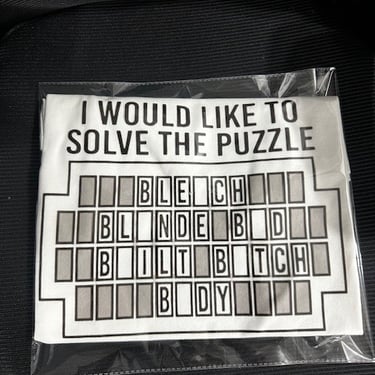 I WOULD LIKE TO
SOLVE THE PUZZLE
BLE CH
BL NDE B D
B ILT B TCH
B DY